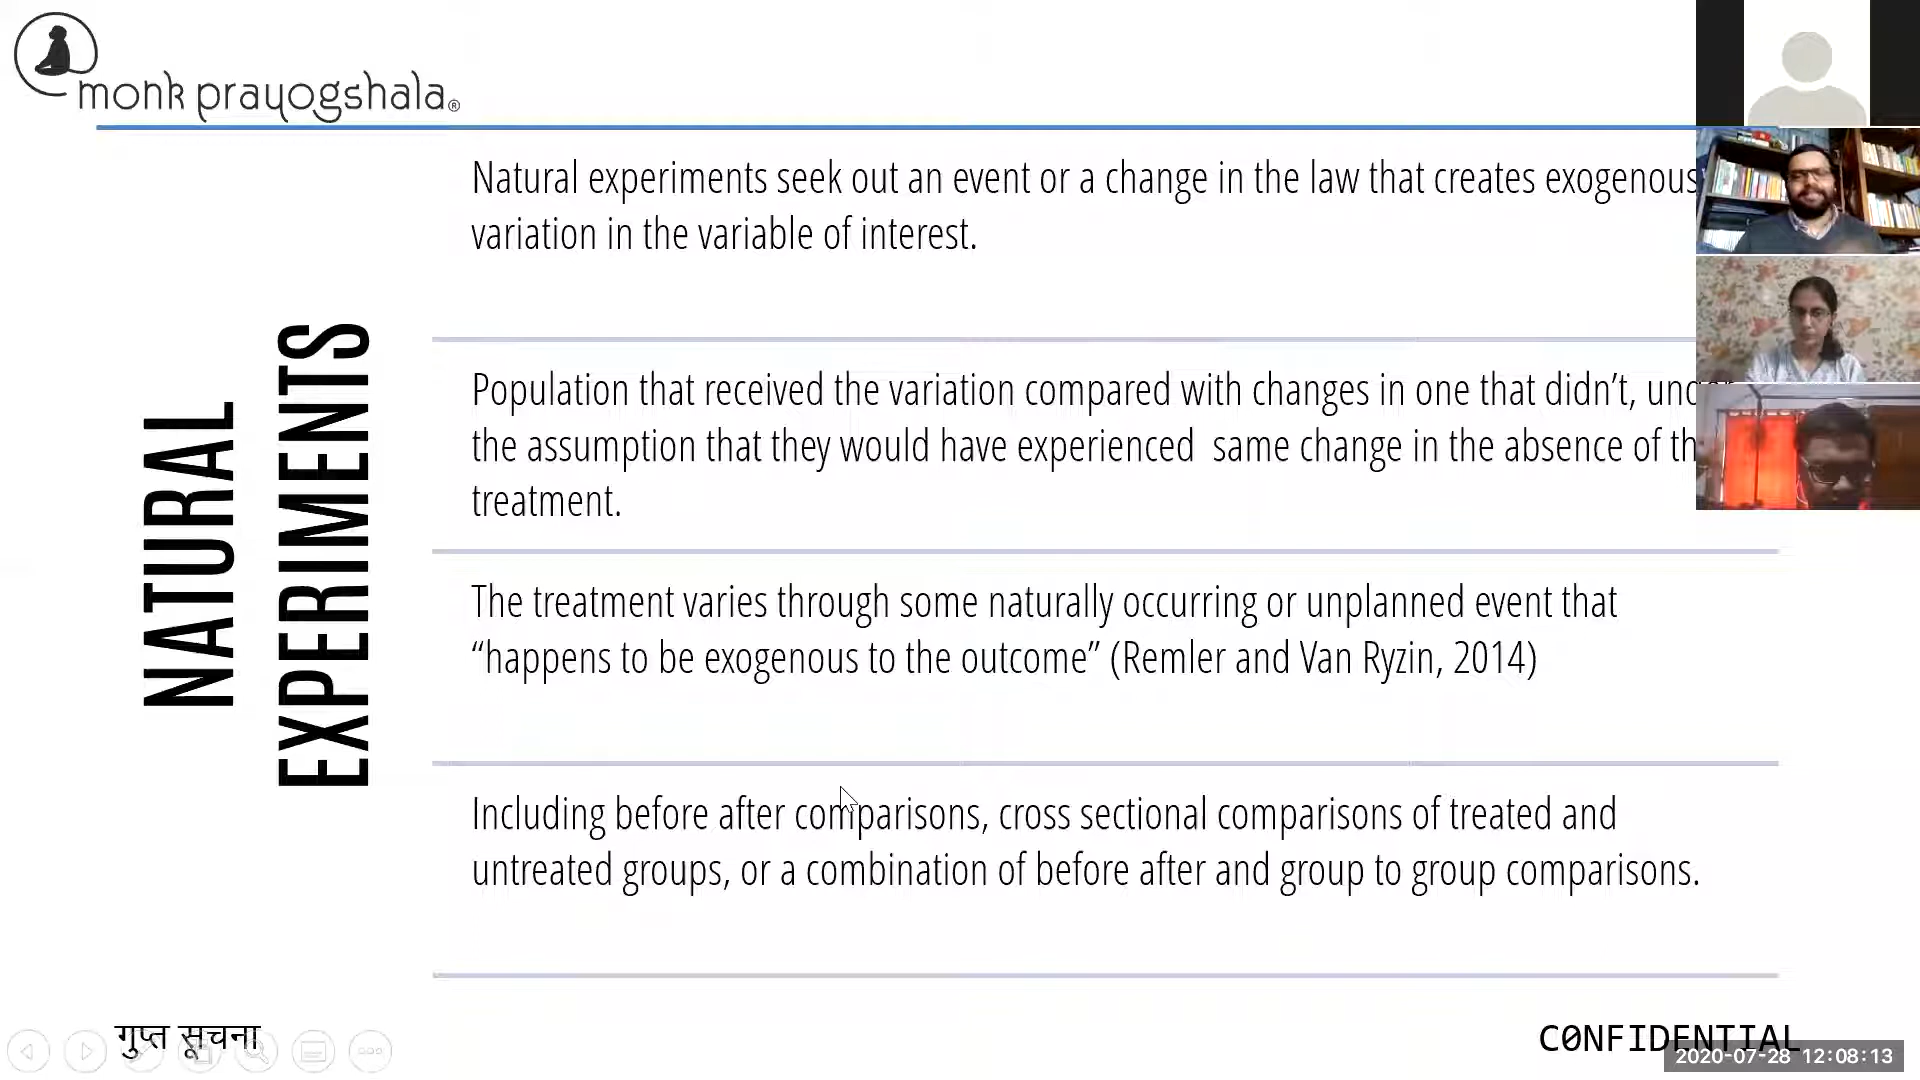 monk prayogshala®
Natural experiments seek out an event or a change in the law that creates exogenous
variation in the variable of interest.
NATURAL
EXPERIMENTS
Population that received the variation compared with changes in one that didn’t,
the assumption that they would have experienced same change in the absence of
treatment.
The treatment varies through some naturally occurring or unplanned event that
“happens to be exogenous to the outcome” (Remler and Van Ryzin, 2014)
Including before after comparisons, cross sectional comparisons of treated and
untreated groups, or a combination of before after and group to group comparisons.
गुप्त सूचना
CONFIDENTIAL
2020-07-28 12:08:13